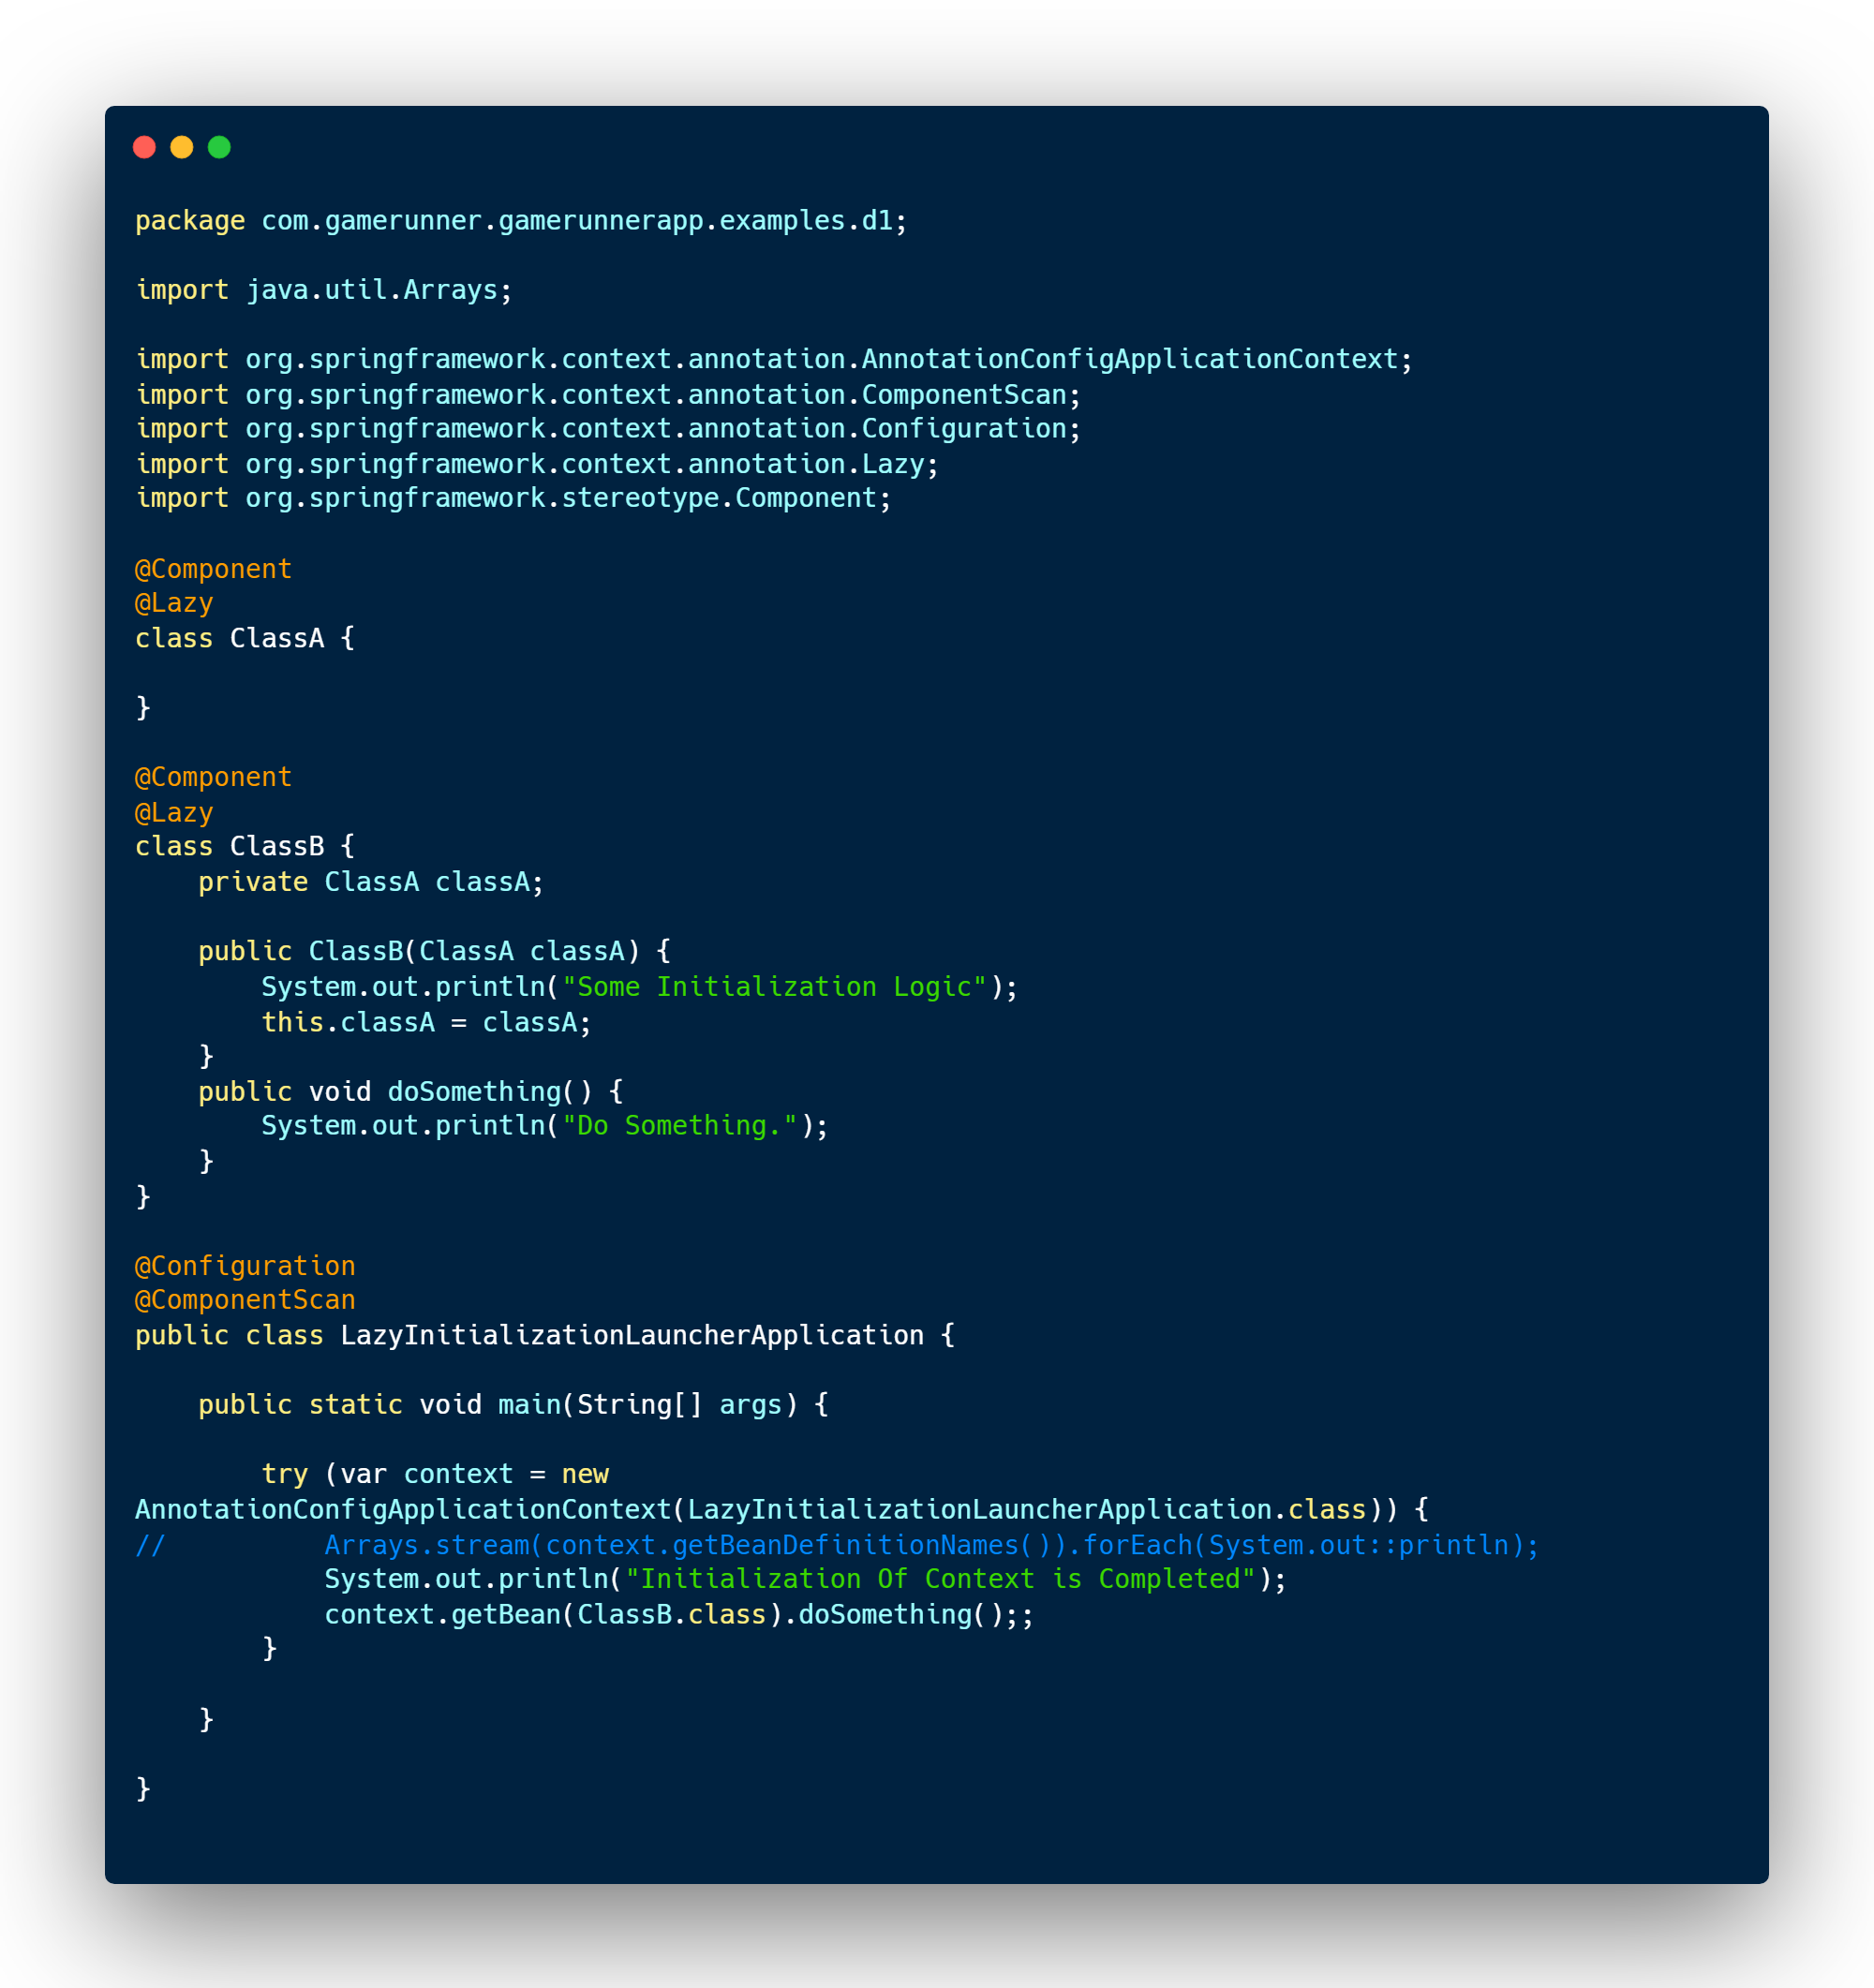 package com.gamerunner.gamerunnerapp.examples.d1;

import java.util.Arrays;

import org.springframework.context.annotation.AnnotationConfigApplicationContext;
import org.springframework.context.annotation.ComponentScan;
import org.springframework.context.annotation.Configuration;
import org.springframework.context.annotation.Lazy;
import org.springframework.stereotype.Component;

@Component
@Lazy
class ClassA {

}

@Component
@Lazy
class ClassB {
    private ClassA classA;

    public ClassB(ClassA classA) {
        System.out.println("Some Initialization Logic");
        this.classA = classA;
    }
    public void doSomething() {
        System.out.println("Do Something.");
    }
}

@Configuration
@ComponentScan
public class LazyInitializationLauncherApplication {

    public static void main(String[] args) {

        try (var context = new
AnnotationConfigApplicationContext(LazyInitializationLauncherApplication.class)) {
//          Arrays.stream(context.getBeanDefinitionNames()).forEach(System.out::println);
            System.out.println("Initialization Of Context is Completed");
            context.getBean(ClassB.class).doSomething();;
        }

    }

}